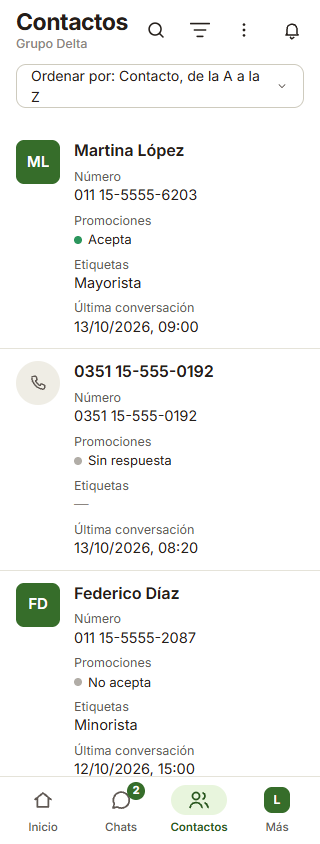 Contactos
Grupo Delta
Ordenar por: Contacto, de la A a la
Z
ML
Martina López
Número
011 15-5555-6203
Promociones
Acepta
Etiquetas
Mayorista
Última conversación
13/10/2026, 09:00
0351 15-555-0192
Número
0351 15-555-0192
Promociones
Sin respuesta
Etiquetas
—
Última conversación
13/10/2026, 08:20
FD
Federico Díaz
Número
011 15-5555-2087
Promociones
No acepta
Etiquetas
Minorista
Última conversación
12/10/2026, 15:00
2
L
Inicio
Chats
Contactos
Más